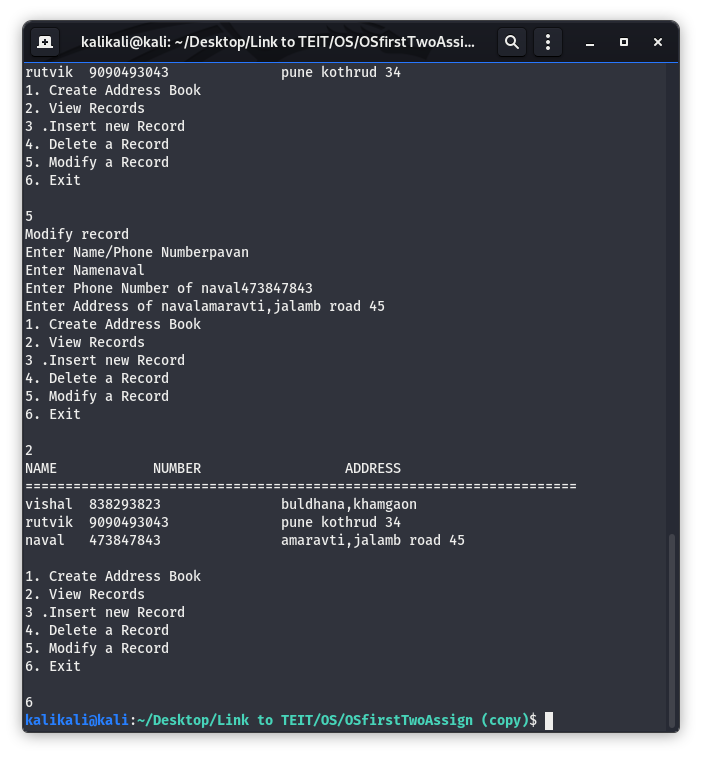 kalikali@kali: ~/Desktop/Link to TEIT/OS/OSfirstTwoAssi...
rutvik  9090493043              pune kothrud 34
1. Create Address Book
2. View Records
3 .Insert new Record
4. Delete a Record
5. Modify a Record
6. Exit

5
Modify record
Enter Name/Phone Numberpavan
Enter Namenaval
Enter Phone Number of naval473847843
Enter Address of navalamaravti,jalamb road 45
1. Create Address Book
2. View Records
3 .Insert new Record
4. Delete a Record
5. Modify a Record
6. Exit

2
NAME            NUMBER                  ADDRESS
=====================================================================
vishal  838293823               buldhana,khamgaon
rutvik  9090493043              pune kothrud 34
naval   473847843               amaravti,jalamb road 45

1. Create Address Book
2. View Records
3 .Insert new Record
4. Delete a Record
5. Modify a Record
6. Exit

6
kalikali@kali:~/Desktop/Link to TEIT/OS/OSfirstTwoAssign (copy)$